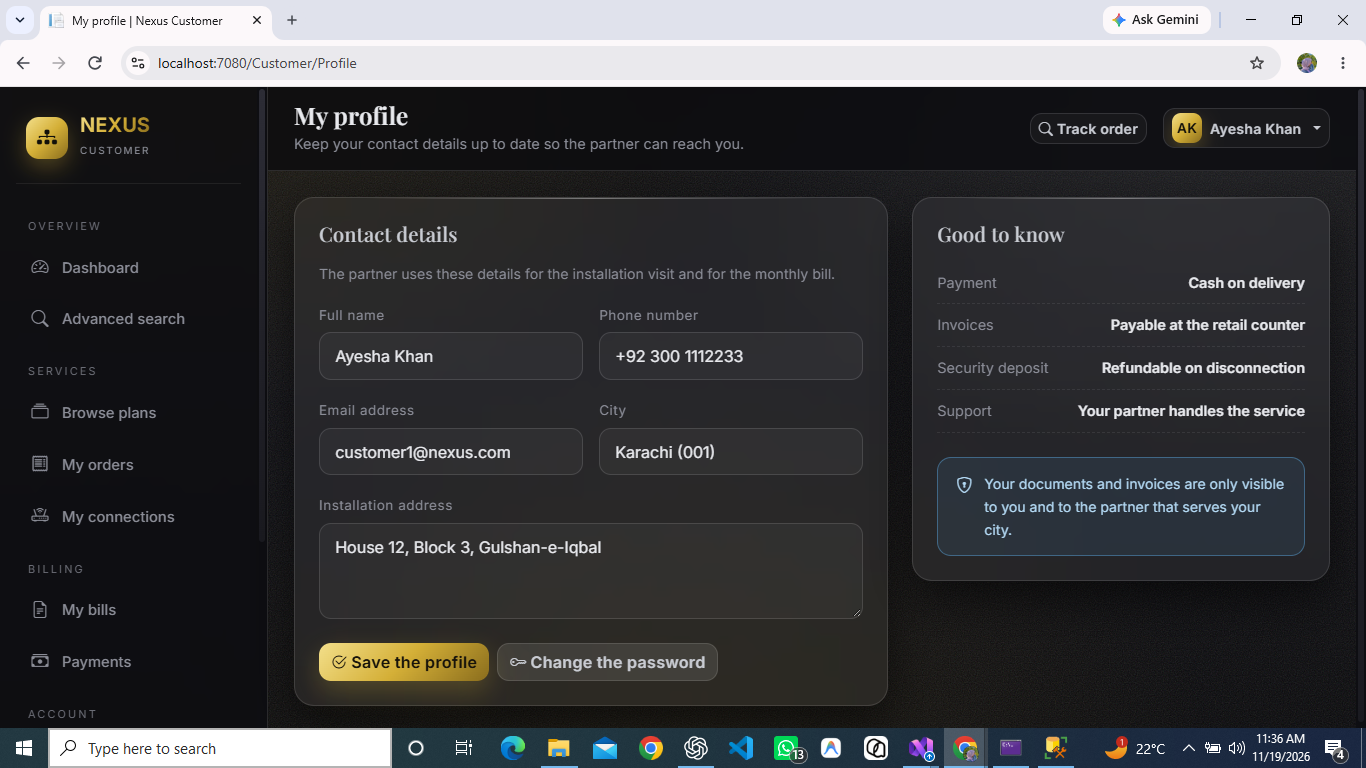 My profile | Nexus Customer
Ask Gemini
localhost:7080/Customer/Profile
NEXUS
CUSTOMER
OVERVIEW
Dashboard
Advanced search
SERVICES
Browse plans
My orders
My connections
BILLING
My bills
Payments
ACCOUNT
My profile
Keep your contact details up to date so the partner can reach you.
Track order
AK Ayesha Khan
Contact details
The partner uses these details for the installation visit and for the monthly bill.
Full name
Ayesha Khan
Phone number
+92 300 1112233
Email address
customer1@nexus.com
City
Karachi (001)
Installation address
House 12, Block 3, Gulshan-e-Iqbal
Save the profile
Change the password
Good to know
Payment Cash on delivery
Invoices Payable at the retail counter
Security deposit Refundable on disconnection
Support Your partner handles the service
Your documents and invoices are only visible
to you and to the partner that serves your
city.
Type here to search
13
1
22°C
11:36 AM
11/19/2026
4